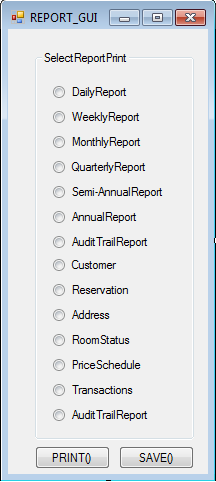 REPORT_GUI
SelectReportPrint
DailyReport
WeeklyReport
MonthlyReport
QuarterlyReport
Semi-AnnualReport
AnnualReport
AuditTrailReport
Customer
Reservation
Address
RoomStatus
PriceSchedule
Transactions
AuditTrailReport
PRINT() SAVE()